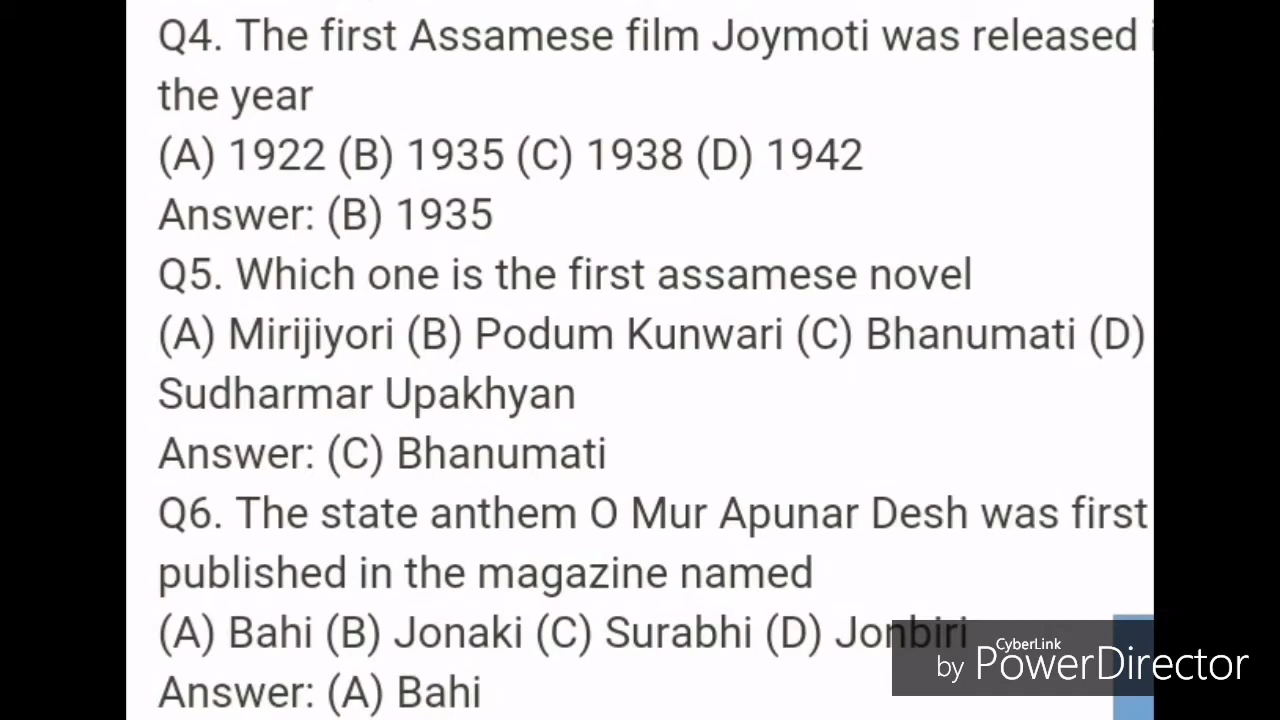 Q4. The first Assamese film Joymoti was released
the year
(A) 1922 (B) 1935 (C) 1938 (D) 1942
Answer: (B) 1935
Q5. Which one is the first assamese novel
(A) Mirijiyori (B) Podum Kunwari (C) Bhanumati (D)
Sudharmar Upakhyan
Answer: (C) Bhanumati
Q6. The state anthem O Mur Apunar Desh was first
published in the magazine named
(A) Bahi (B) Jonaki (C) Surabhi (D) Jonbiri
Answer: (A) Bahi
CyberLink
by PowerDirector